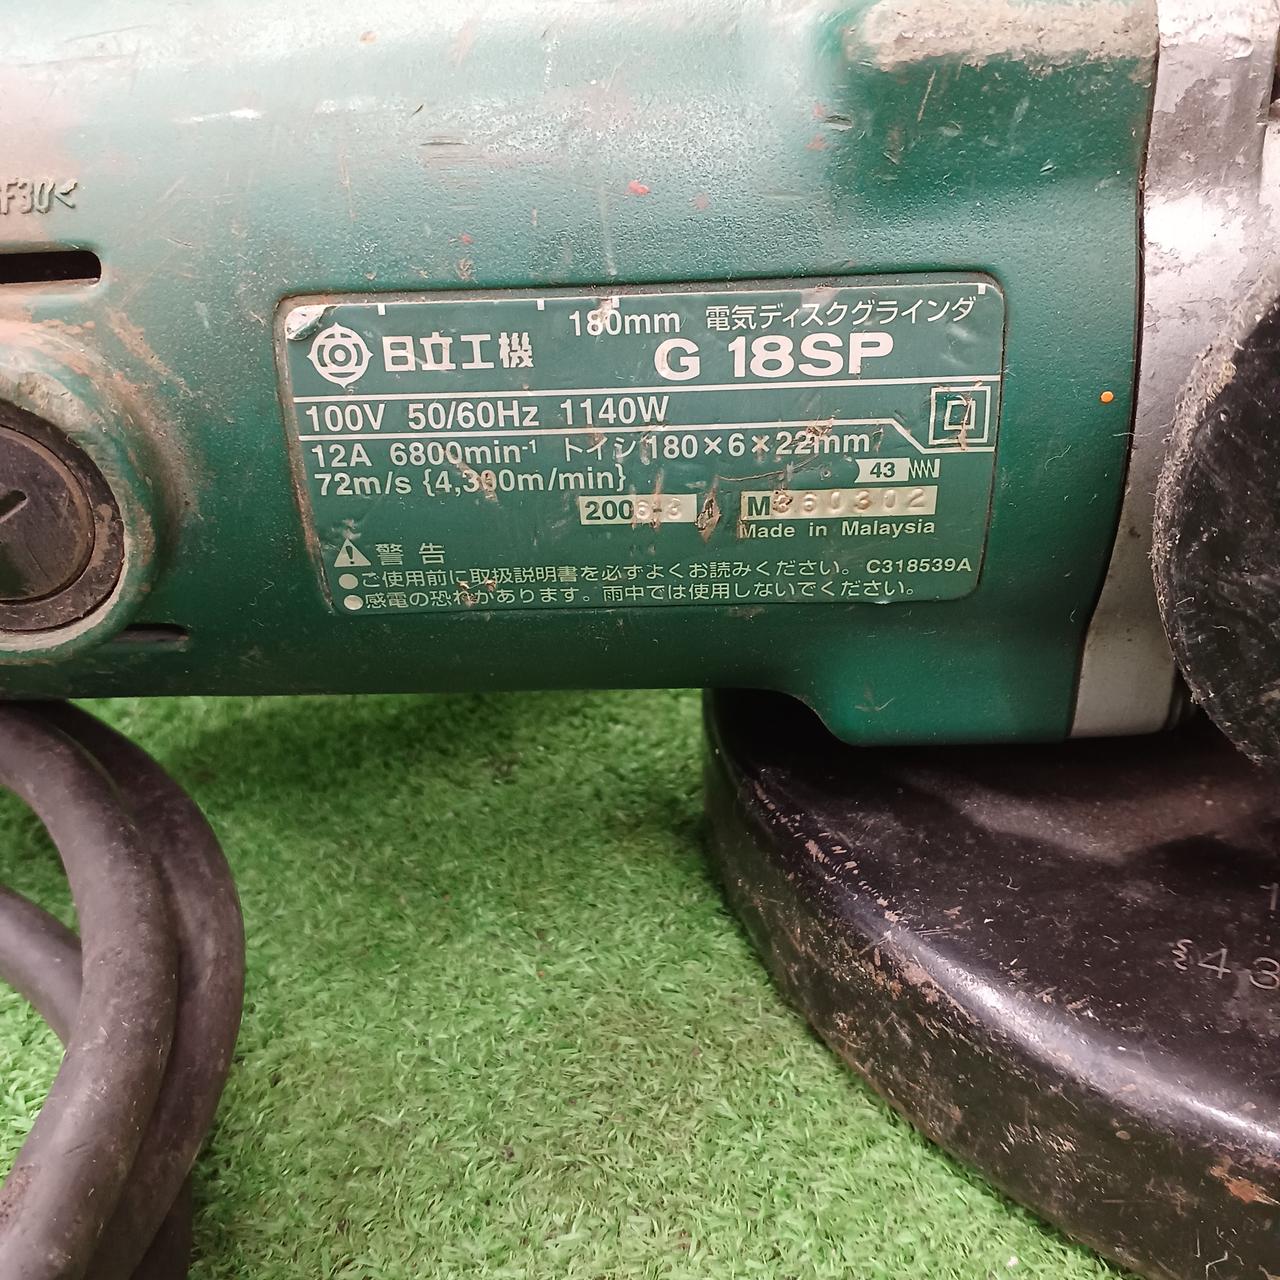 F30<
180mm 電気ディスクグラインダ
日立工機 G 18SP
100V 50/60Hz 1140W
12A 6800min-1 トイシ 180×6×22mm
72m/s {4,300m/min} 43
2006-3 M360302
Made in Malaysia
警告
●ご使用前に取扱説明書を必ずよくお読みください。 C318539A
●感電の恐れがあります。雨中では使用しないでください。
4,3